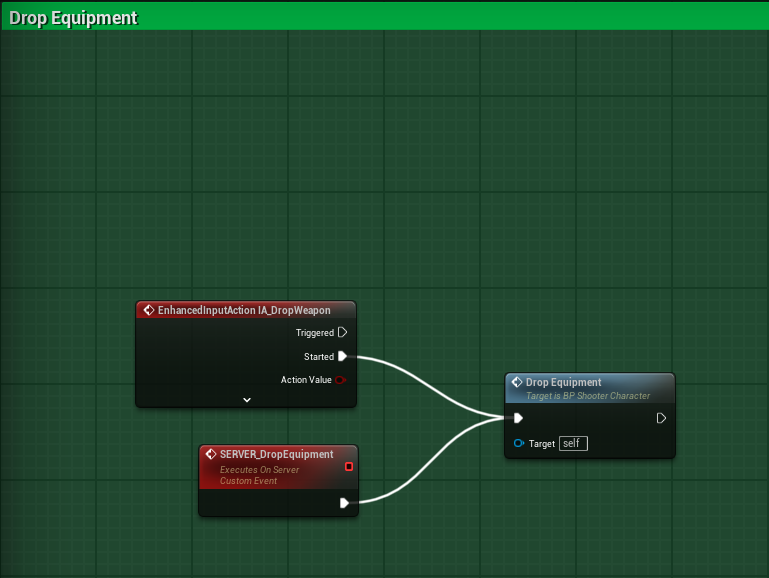 Drop Equipment
EnhancedInputAction IA_DropWeapon
Triggered
Started
Action Value
SERVER_DropEquipment
Executes On Server
Custom Event
Drop Equipment
Target is BP Shooter Character
Target self